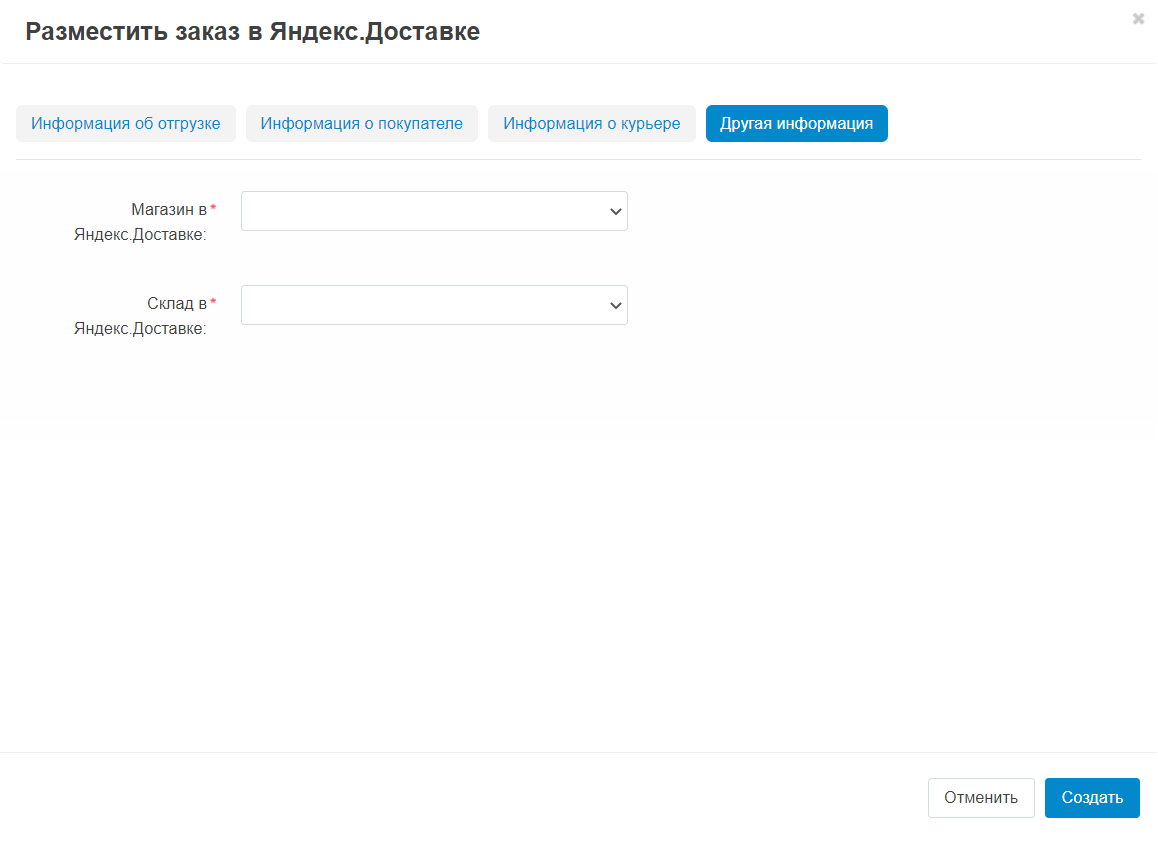 Разместить заказ в Яндекс.Доставке
Информация об отгрузке Информация о покупателе Информация о курьере Другая информация
Магазин в*
Яндекс.Доставке:
Склад в*
Яндекс.Доставке:
Отменить Создать